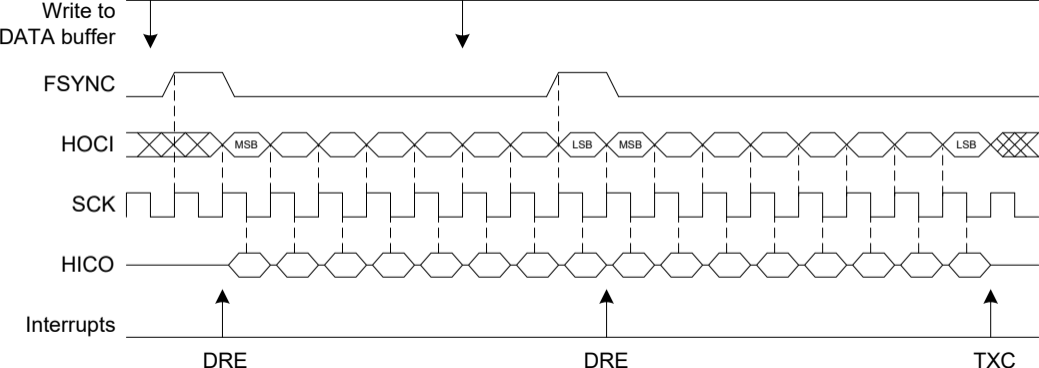 Write to
DATA buffer
FSYNC
HOCI
MSB
LSB
MSB
LSB
SCK
HICO
Interrupts
DRE
DRE
TXC